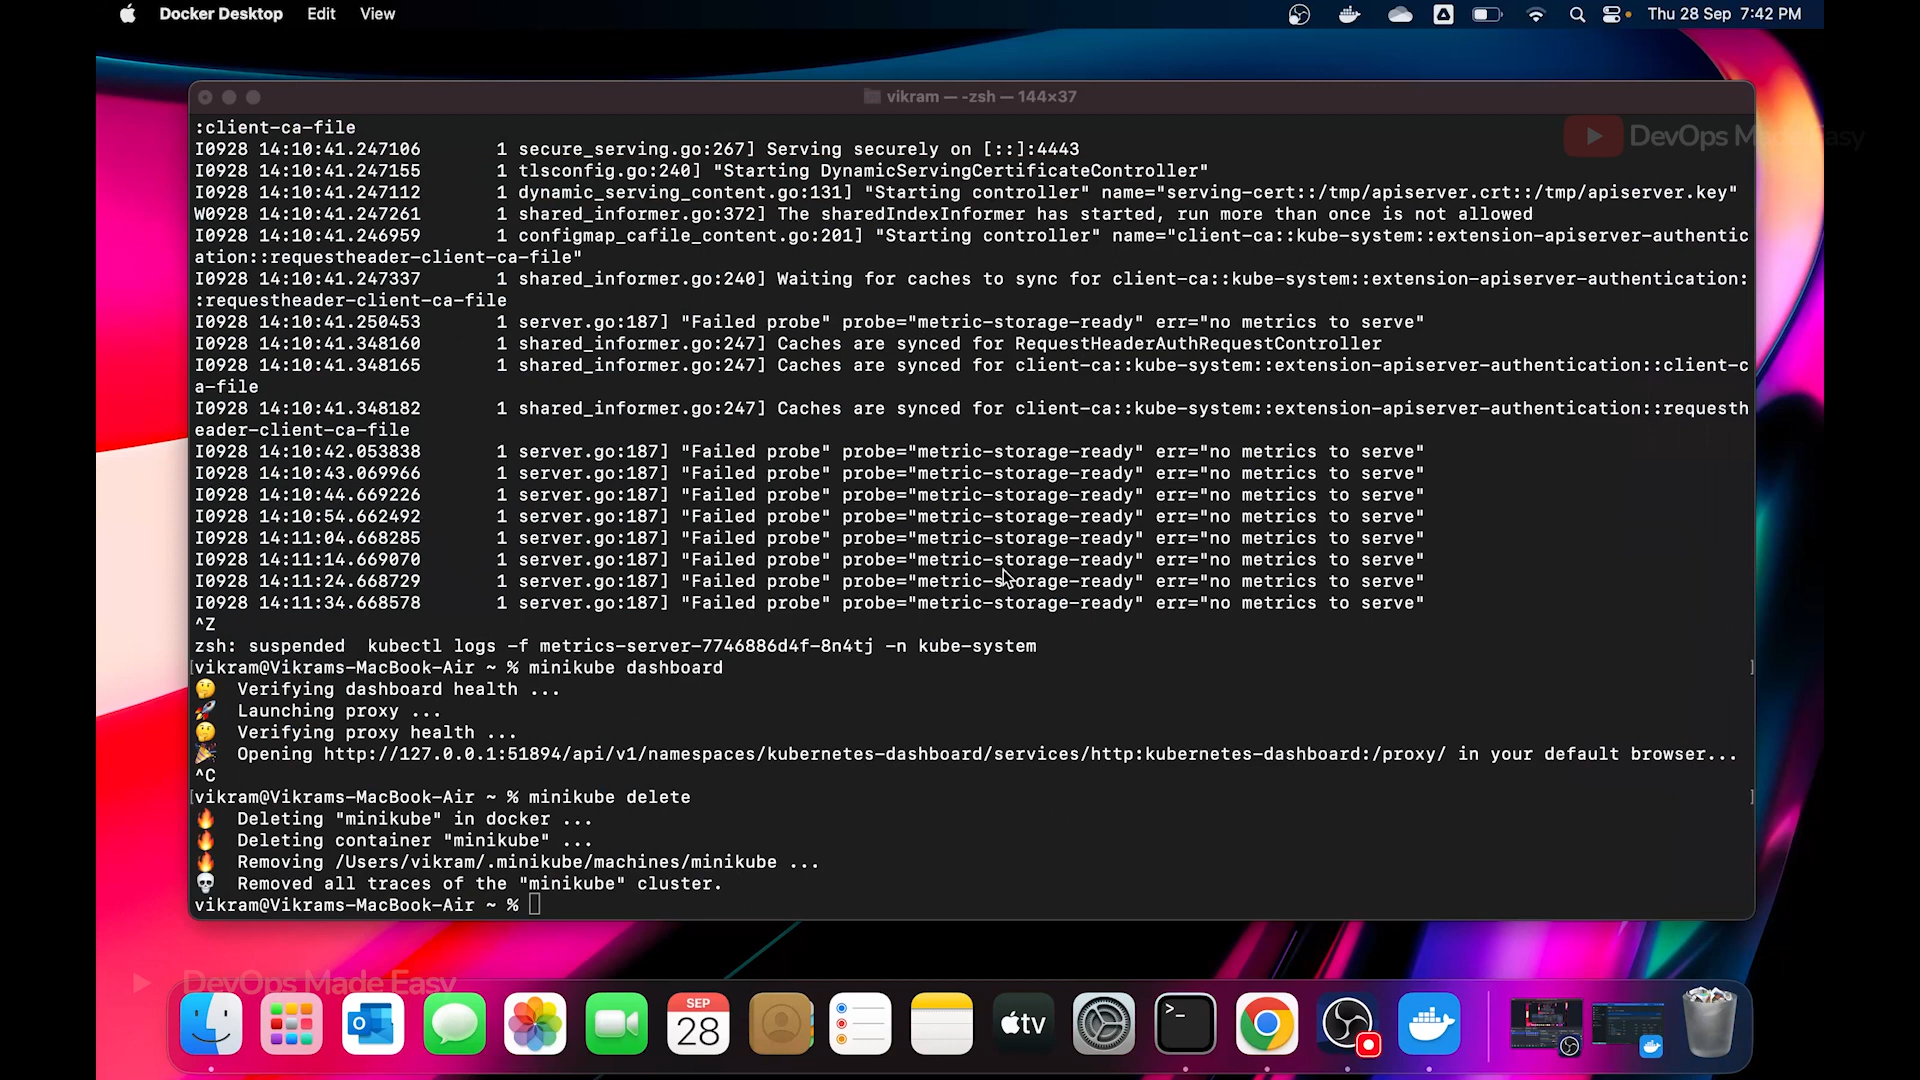 Docker Desktop Edit View Thu 28 Sep 7:42 PM
vikram — -zsh — 144×37
:client-ca-file
I0928 14:10:41.247106       1 secure_serving.go:267] Serving securely on [::]:4443
I0928 14:10:41.247155       1 tlsconfig.go:240] "Starting DynamicServingCertificateController"
I0928 14:10:41.247112       1 dynamic_serving_content.go:131] "Starting controller" name="serving-cert::/tmp/apiserver.crt::/tmp/apiserver.key"
W0928 14:10:41.247261       1 shared_informer.go:372] The sharedIndexInformer has started, run more than once is not allowed
I0928 14:10:41.246959       1 configmap_cafile_content.go:201] "Starting controller" name="client-ca::kube-system::extension-apiserver-authentic
ation::requestheader-client-ca-file"
I0928 14:10:41.247337       1 shared_informer.go:240] Waiting for caches to sync for client-ca::kube-system::extension-apiserver-authentication:
:requestheader-client-ca-file
I0928 14:10:41.250453       1 server.go:187] "Failed probe" probe="metric-storage-ready" err="no metrics to serve"
I0928 14:10:41.348160       1 shared_informer.go:247] Caches are synced for RequestHeaderAuthRequestController
I0928 14:10:41.348165       1 shared_informer.go:247] Caches are synced for client-ca::kube-system::extension-apiserver-authentication::client-c
a-file
I0928 14:10:41.348182       1 shared_informer.go:247] Caches are synced for client-ca::kube-system::extension-apiserver-authentication::requesth
eader-client-ca-file
I0928 14:10:42.053838       1 server.go:187] "Failed probe" probe="metric-storage-ready" err="no metrics to serve"
I0928 14:10:43.069966       1 server.go:187] "Failed probe" probe="metric-storage-ready" err="no metrics to serve"
I0928 14:10:44.669226       1 server.go:187] "Failed probe" probe="metric-storage-ready" err="no metrics to serve"
I0928 14:10:54.662492       1 server.go:187] "Failed probe" probe="metric-storage-ready" err="no metrics to serve"
I0928 14:11:04.668285       1 server.go:187] "Failed probe" probe="metric-storage-ready" err="no metrics to serve"
I0928 14:11:14.669070       1 server.go:187] "Failed probe" probe="metric-storage-ready" err="no metrics to serve"
I0928 14:11:24.668729       1 server.go:187] "Failed probe" probe="metric-storage-ready" err="no metrics to serve"
I0928 14:11:34.668578       1 server.go:187] "Failed probe" probe="metric-storage-ready" err="no metrics to serve"
^Z
zsh: suspended  kubectl logs -f metrics-server-7746886d4f-8n4tj -n kube-system
[vikram@Vikrams-MacBook-Air ~ % minikube dashboard ]
Verifying dashboard health ...
Launching proxy ...
Verifying proxy health ...
Opening http://127.0.0.1:51894/api/v1/namespaces/kubernetes-dashboard/services/http:kubernetes-dashboard:/proxy/ in your default browser...
^C
[vikram@Vikrams-MacBook-Air ~ % minikube delete ]
Deleting "minikube" in docker ...
Deleting container "minikube" ...
Removing /Users/vikram/.minikube/machines/minikube ...
Removed all traces of the "minikube" cluster.
vikram@Vikrams-MacBook-Air ~ %
DevOps Made Easy
DevOps Made Easy
SEP
28
tv